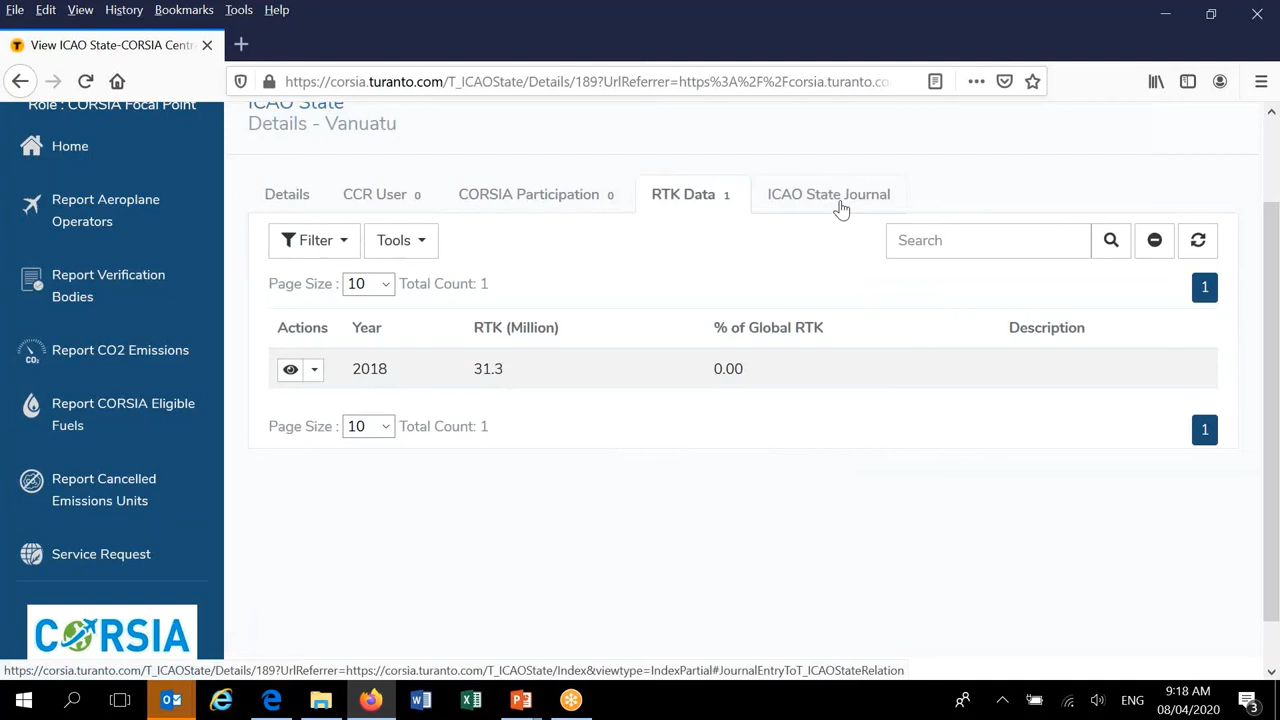 File Edit View History Bookmarks Tools Help
View ICAO State-CORSIA Centr
https://corsia.turanto.com/T_ICAOState/Details/189?UrlReferrer=https%3A%2F%2Fcorsia.turanto.co
Role : CORSIA Focal Point
Home
Report Aeroplane
Operators
Report Verification
Bodies
CO₂
Report CO2 Emissions
Report CORSIA Eligible
Fuels
Report Cancelled
Emissions Units
Service Request
CORSIA
ICAO State
Details - Vanuatu
Details CCR User 0 CORSIA Participation 0 RTK Data 1 ICAO State Journal
Filter Tools Search
Page Size : 10 Total Count: 1 1
Actions Year RTK (Million) % of Global RTK Description
2018 31.3 0.00
Page Size : 10 Total Count: 1 1
https://corsia.turanto.com/T_ICAOState/Details/189?UrlReferrer=https://corsia.turanto.com/T_ICAOState/Index&viewtype=IndexPartial#JournalEntryToT_ICAOStateRelation
ENG
9:18 AM
08/04/2020
3